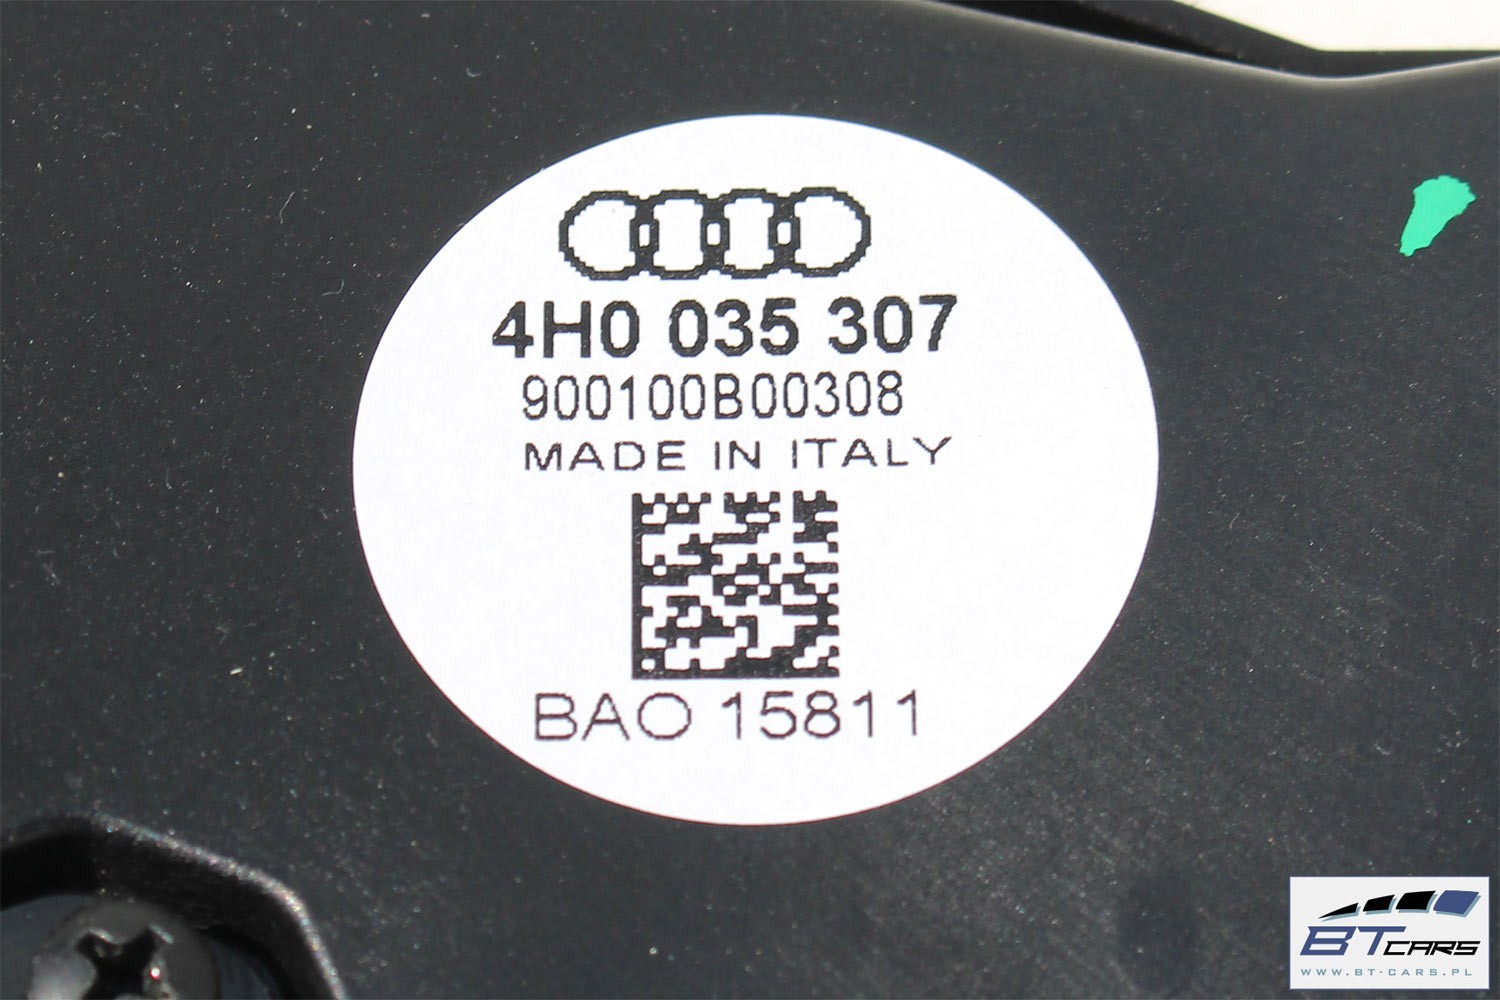 4H0 035 307
900100B00308
MADE IN ITALY
BAO 15811
BT CARS
WWW.BT-CARS.PL